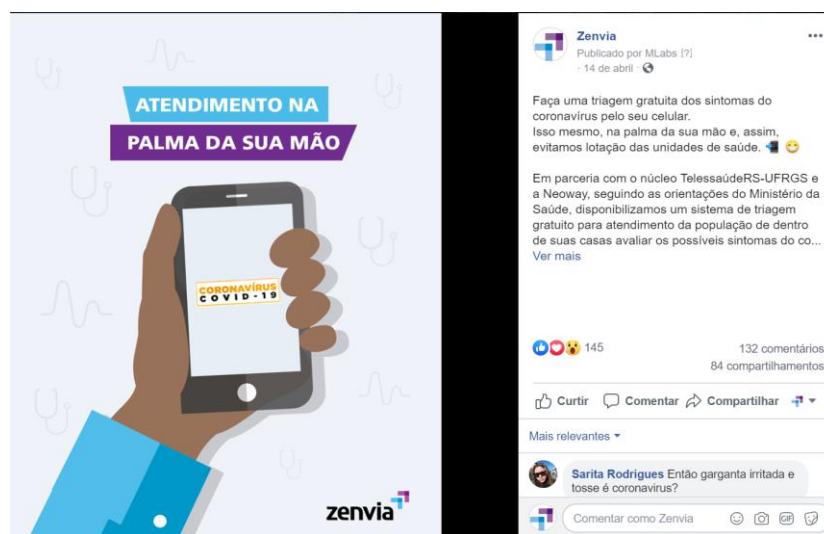 ATENDIMENTO NA
PALMA DA SUA MÃO
CORONAVÍRUS
COVID-19
zenvia
Zenvia
Publicado por MLabs [?]
· 14 de abril ·
Faça uma triagem gratuita dos sintomas do
coronavírus pelo seu celular.
Isso mesmo, na palma da sua mão e, assim,
evitamos lotação das unidades de saúde.
Em parceria com o núcleo TelessaúdeRS-UFRGS e
a Neoway, seguindo as orientações do Ministério da
Saúde, disponibilizamos um sistema de triagem
gratuito para atendimento da população de dentro
de suas casas avaliar os possíveis sintomas do co...
Ver mais
145
132 comentários
84 compartilhamentos
Curtir Comentar Compartilhar
Mais relevantes
Sarita Rodrigues Então garganta irritada e
tosse é coronavirus?
Comentar como Zenvia
GIF